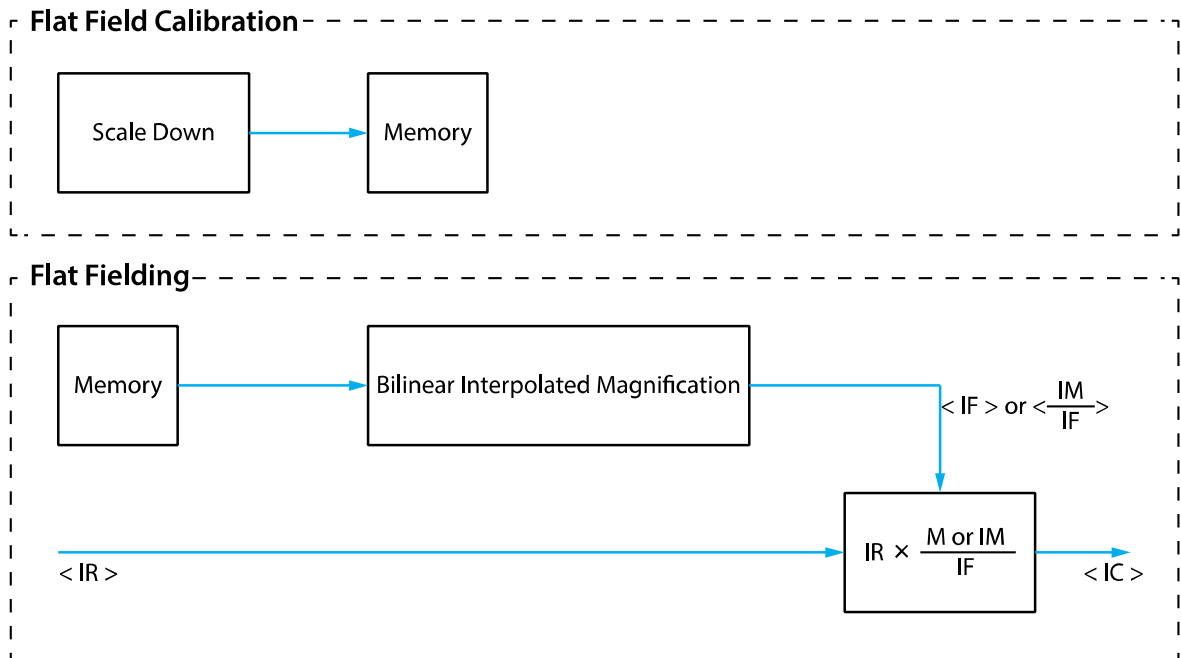 Flat Field Calibration
Scale Down
Memory
Flat Fielding
Memory
Bilinear Interpolated Magnification
< IF > or < IM / IF >
IR × M or IM / IF
< IR >
< IC >